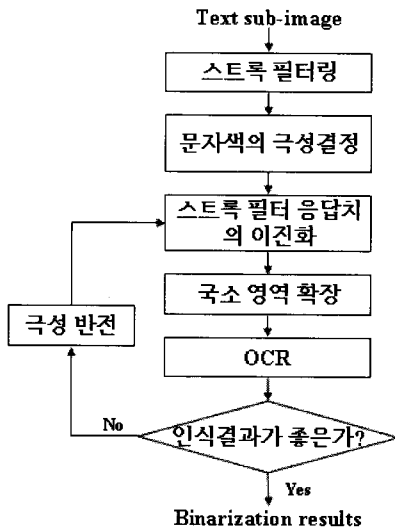 Text sub-image
스트록 필터링
문자색의 극성결정
스트록 필터 응답치
의 이진화
국소 영역 확장
극성 반전
OCR
No
인식결과가 좋은가?
Yes
Binarization results